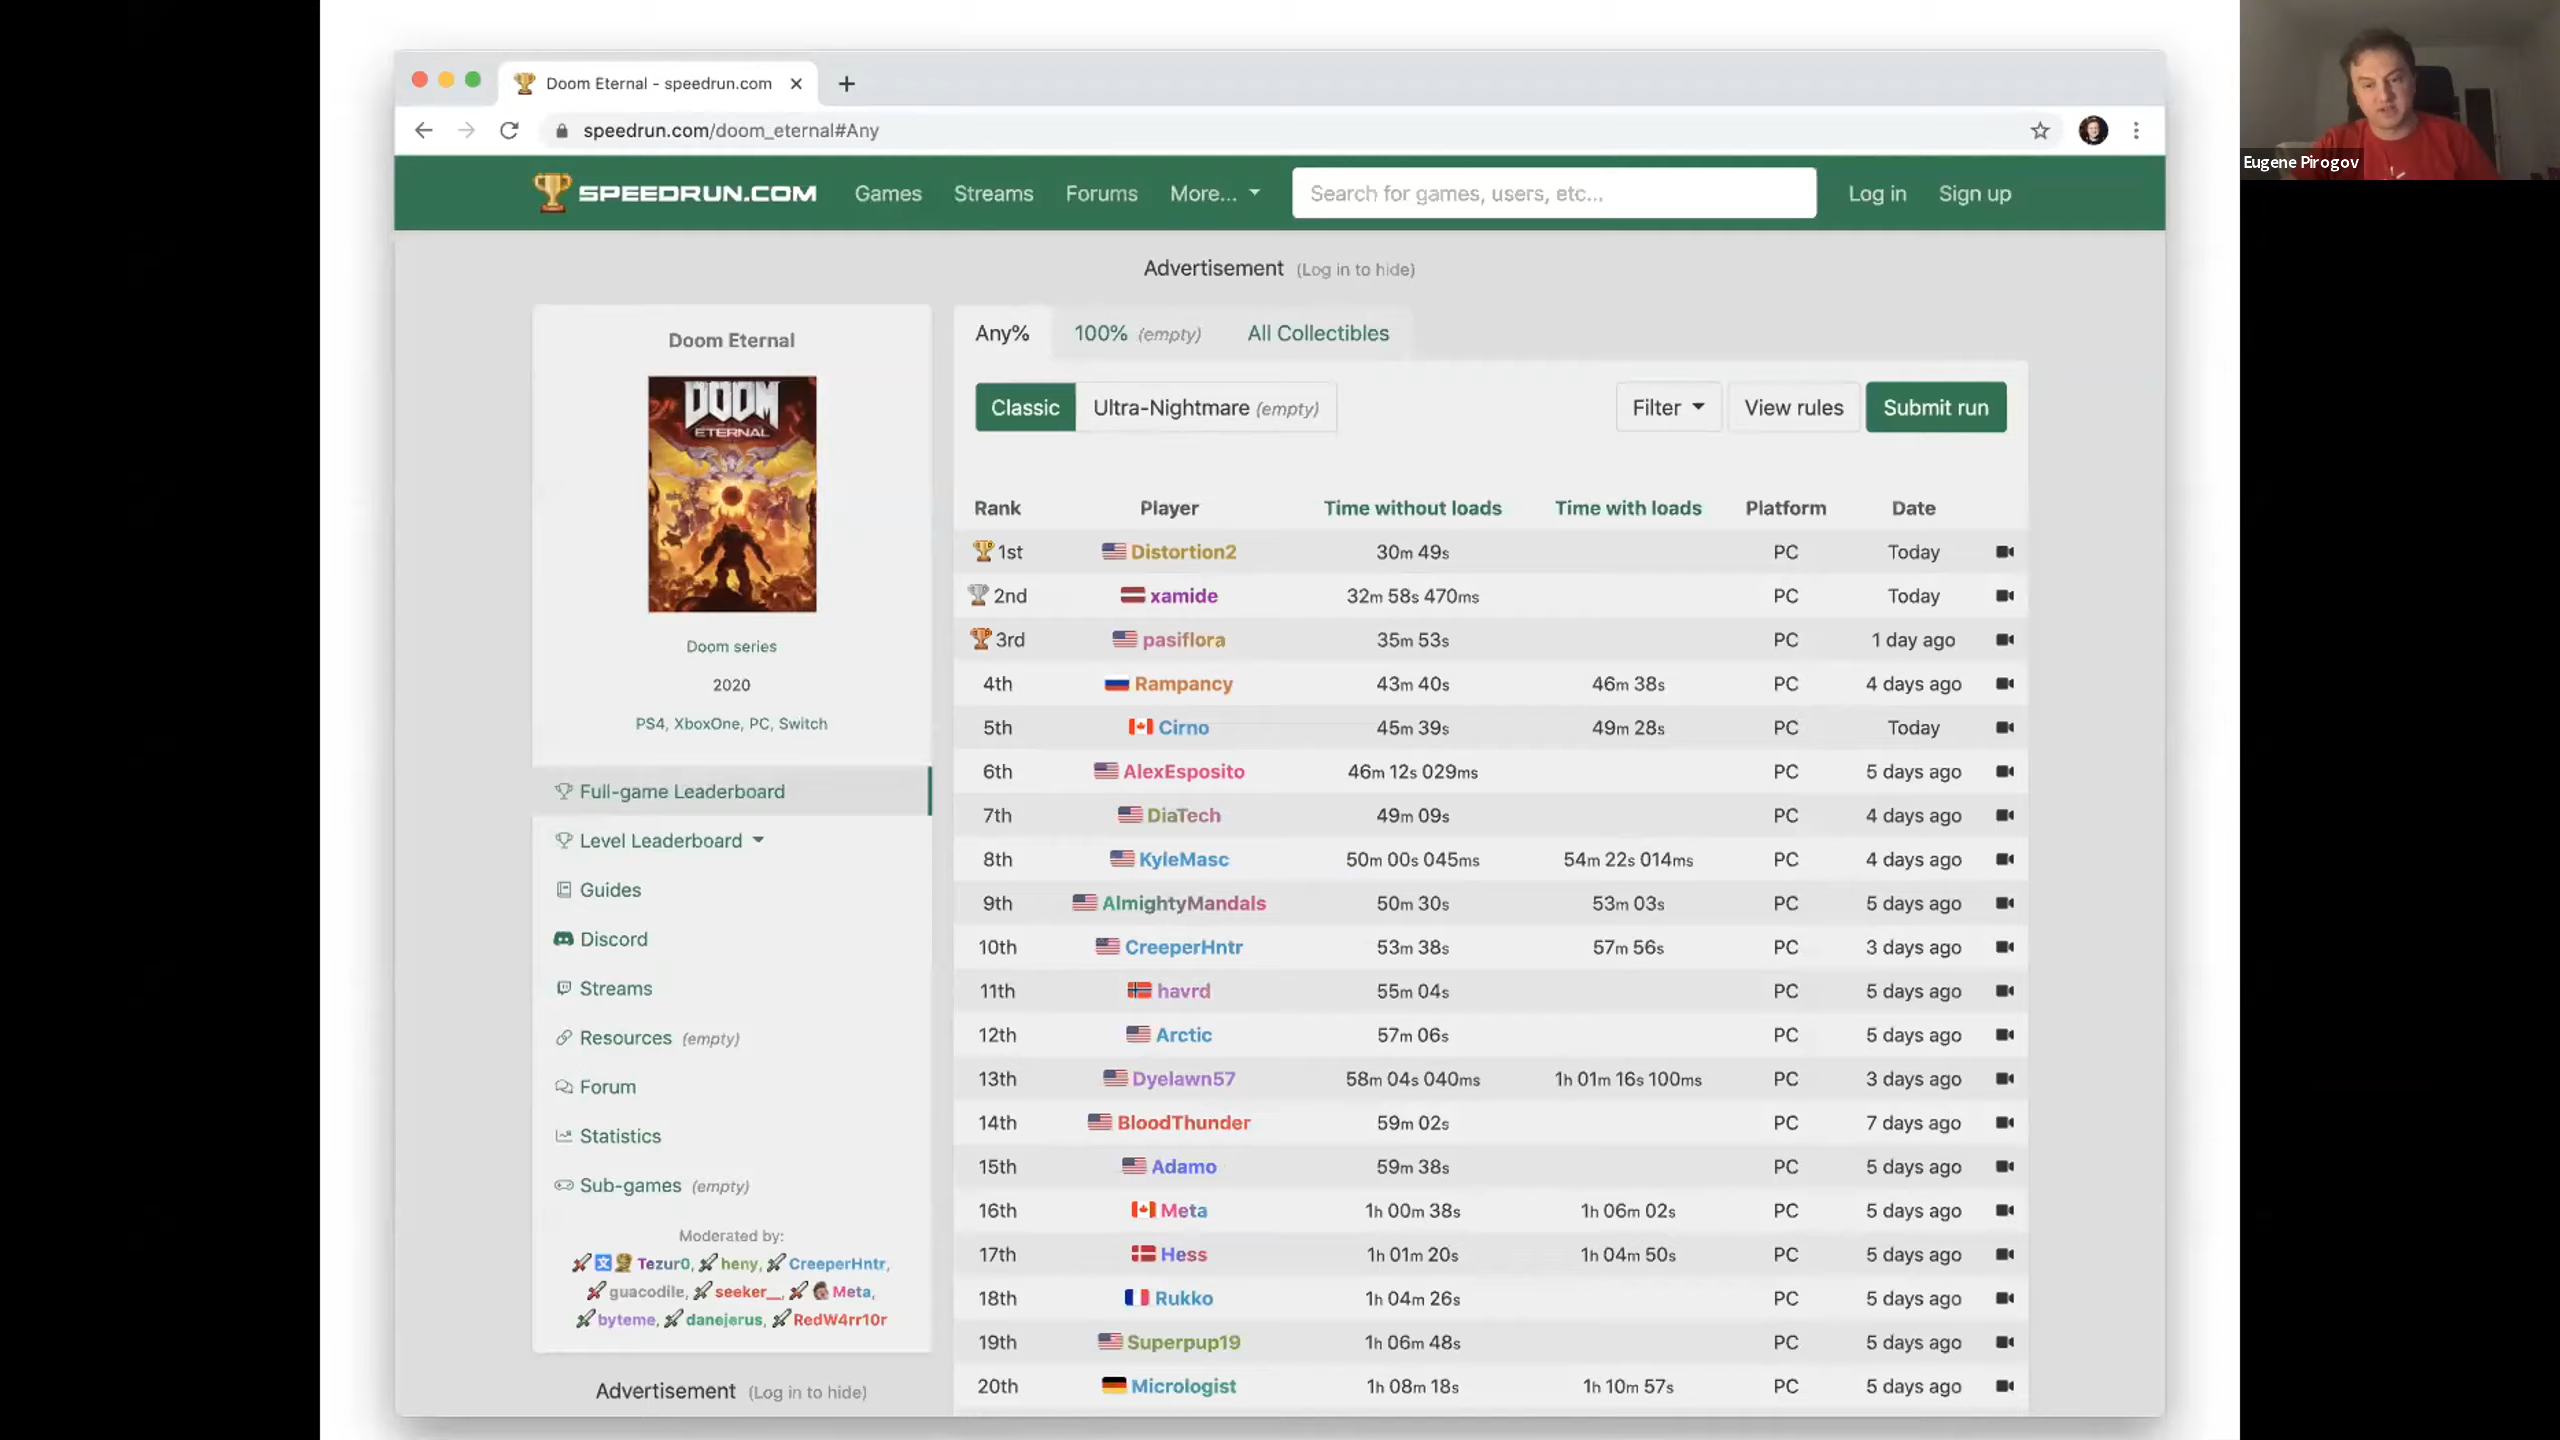 Doom Eternal - speedrun.com
speedrun.com/doom_eternal#Any
SPEEDRUN.COM Games Streams Forums More... Search for games, users, etc... Log in Sign up
Eugene Pirogov
Advertisement (Log in to hide)
Doom Eternal
DOOM
ETERNAL
Doom series
2020
PS4, XboxOne, PC, Switch
Full-game Leaderboard
Level Leaderboard
Guides
Discord
Streams
Resources (empty)
Forum
Statistics
Sub-games (empty)
Moderated by:
Tezur0, heny, CreeperHntr,
guacodile, seeker__, Meta,
byteme, danejerus, RedW4rr10r
Advertisement (Log in to hide)
Any% 100% (empty) All Collectibles
Classic Ultra-Nightmare (empty) Filter View rules Submit run
Rank Player Time without loads Time with loads Platform Date
1st Distortion2 30m 49s PC Today
2nd xamide 32m 58s 470ms PC Today
3rd pasiflora 35m 53s PC 1 day ago
4th Rampancy 43m 40s 46m 38s PC 4 days ago
5th Cirno 45m 39s 49m 28s PC Today
6th AlexEsposito 46m 12s 029ms PC 5 days ago
7th DiaTech 49m 09s PC 4 days ago
8th KyleMasc 50m 00s 045ms 54m 22s 014ms PC 4 days ago
9th AlmightyMandals 50m 30s 53m 03s PC 5 days ago
10th CreeperHntr 53m 38s 57m 56s PC 3 days ago
11th havrd 55m 04s PC 5 days ago
12th Arctic 57m 06s PC 5 days ago
13th Dyelawn57 58m 04s 040ms 1h 01m 16s 100ms PC 3 days ago
14th BloodThunder 59m 02s PC 7 days ago
15th Adamo 59m 38s PC 5 days ago
16th Meta 1h 00m 38s 1h 06m 02s PC 5 days ago
17th Hess 1h 01m 20s 1h 04m 50s PC 5 days ago
18th Rukko 1h 04m 26s PC 5 days ago
19th Superpup19 1h 06m 48s PC 5 days ago
20th Micrologist 1h 08m 18s 1h 10m 57s PC 5 days ago